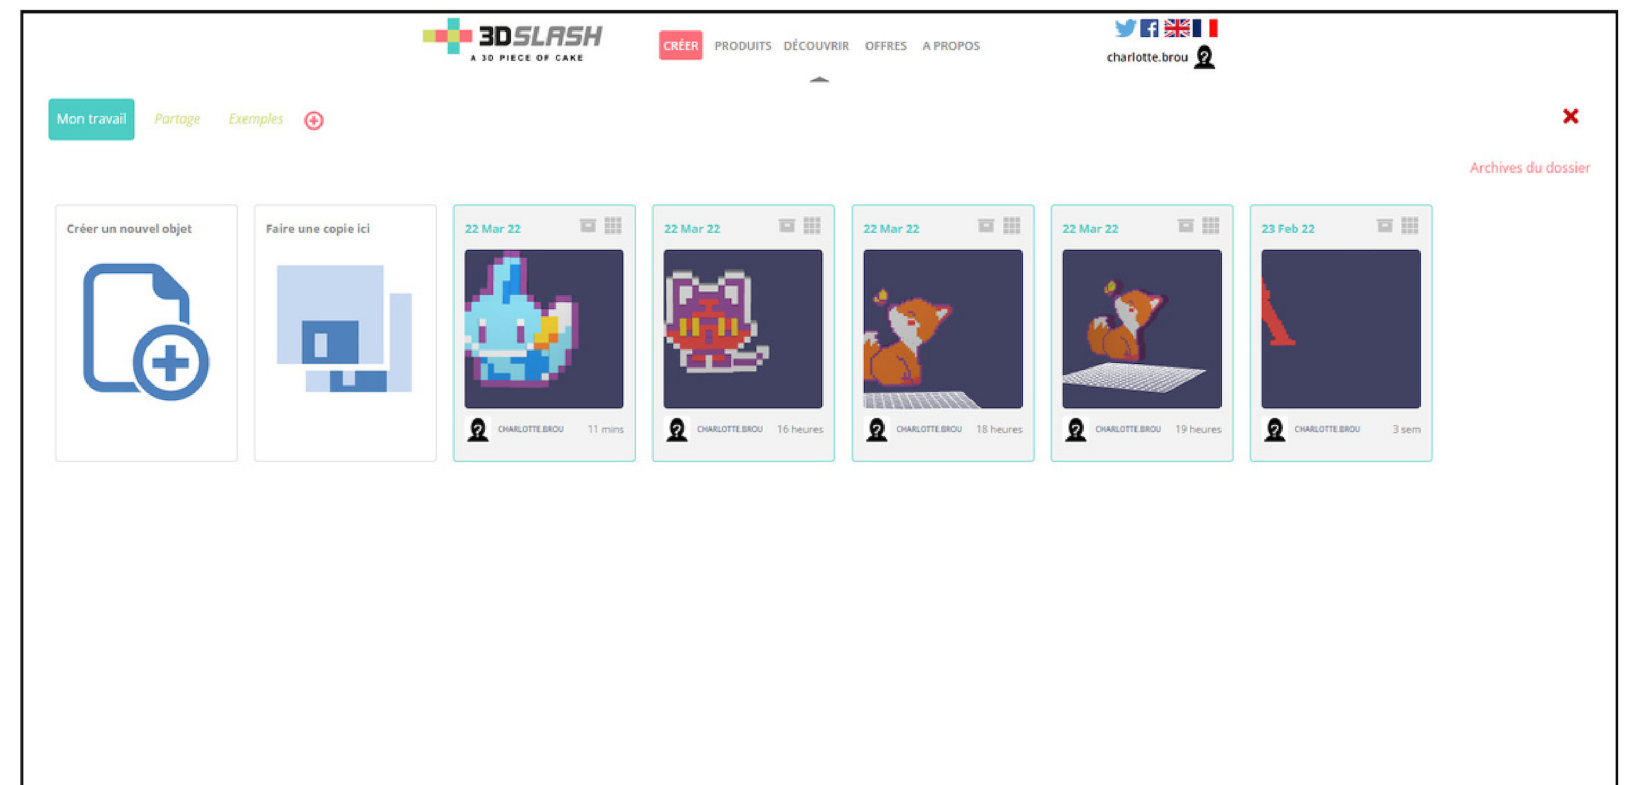 3DSLASH
A 3D PIECE OF CAKE
CRÉER PRODUITS DÉCOUVRIR OFFRES A PROPOS
charlotte.brou
Mon travail Partage Exemples
Archives du dossier
Créer un nouvel objet
Faire une copie ici
22 Mar 22
CHARLOTTE.BROU 11 mins
22 Mar 22
CHARLOTTE.BROU 16 heures
22 Mar 22
CHARLOTTE.BROU 18 heures
22 Mar 22
CHARLOTTE.BROU 19 heures
23 Feb 22
CHARLOTTE.BROU 3 sem